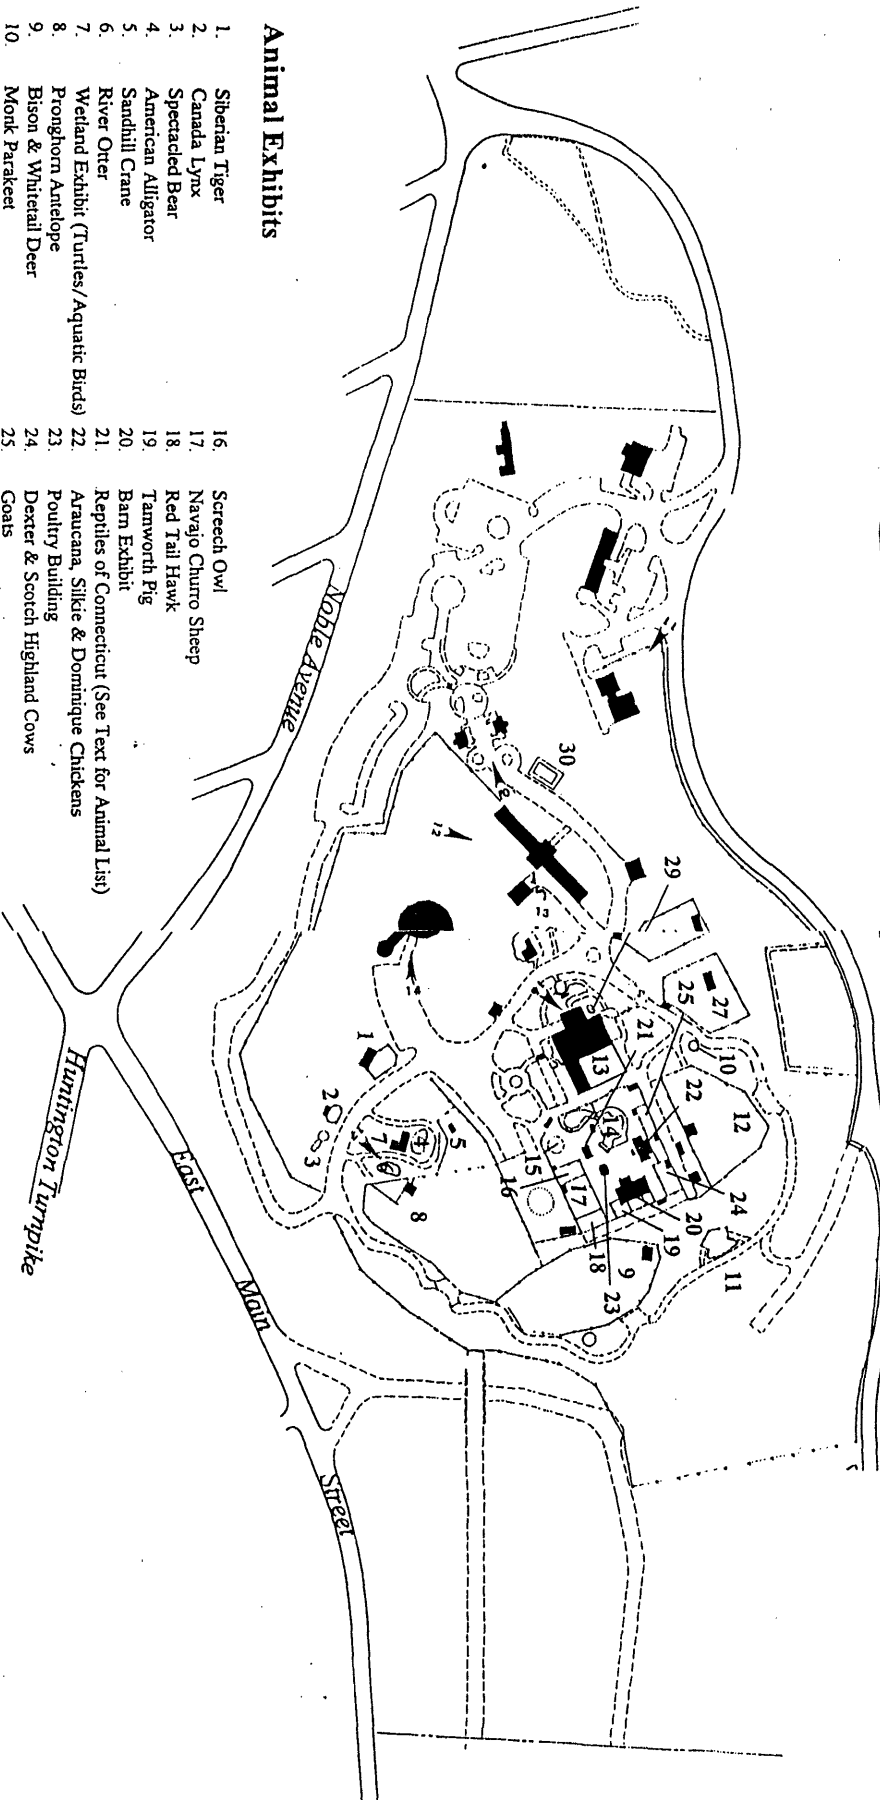 Animal Exhibits
1. Siberian Tiger
2. Canada Lynx
3. Spectacled Bear
4. American Alligator
5. Sandhill Crane
6. River Otter
7. Wetland Exhibit (Turtles/Aquatic Birds)
8. Pronghorn Antelope
9. Bison & Whitetail Deer
10. Monk Parakeet
16. Screech Owl
17. Navajo Churro Sheep
18. Red Tail Hawk
19. Tamworth Pig
20. Barn Exhibit
21. Reptiles of Connecticut (See Text for Animal List)
22. Araucana, Silkie & Dominique Chickens
23. Poultry Building
24. Dexter & Scotch Highland Cows
25. Goats
Noble Avenue
Huntington Turnpike
East Main Street
30
29
12
13
14
27
25
21
10
13
22
12
1
2
3
7
4
5
6
8
14
15
16
17
18
9
23
19
20
24
11